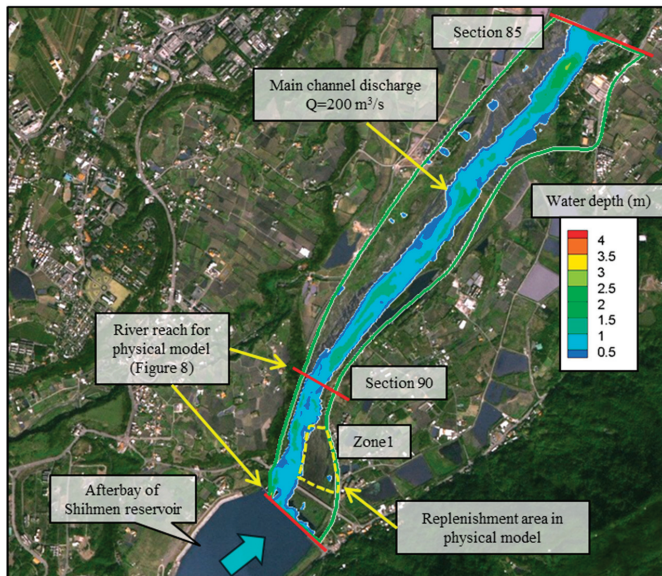 Section 85
Main channel discharge
Q=200 m³/s
Water depth (m)
4
3.5
3
2.5
2
1.5
1
0.5
River reach for
physical model
(Figure 8)
Section 90
Zone1
Afterbay of
Shihmen reservoir
Replenishment area in
physical model